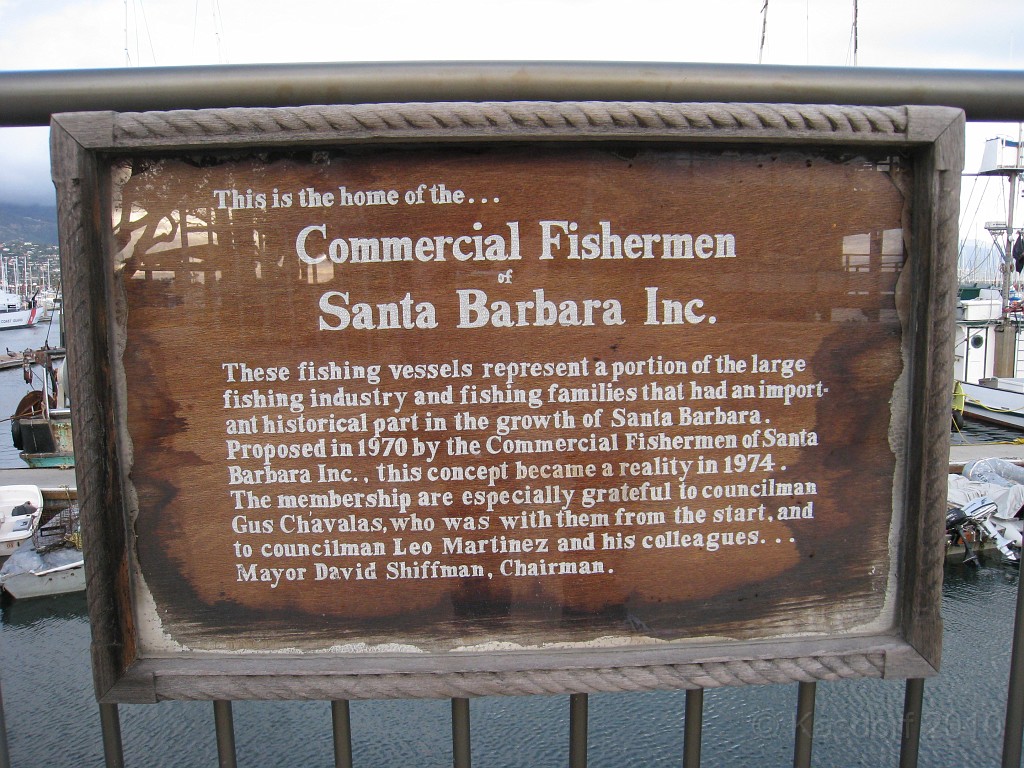 This is the home of the...
Commercial Fishermen
of
Santa Barbara Inc.
These fishing vessels represent a portion of the large
fishing industry and fishing families that had an import-
ant historical part in the growth of Santa Barbara.
Proposed in 1970 by the Commercial Fishermen of Santa
Barbara Inc., this concept became a reality in 1974.
The membership are especially grateful to councilman
Gus Chavalas, who was with them from the start, and
to councilman Leo Martinez and his colleagues...
Mayor David Shiffman, Chairman.
2010